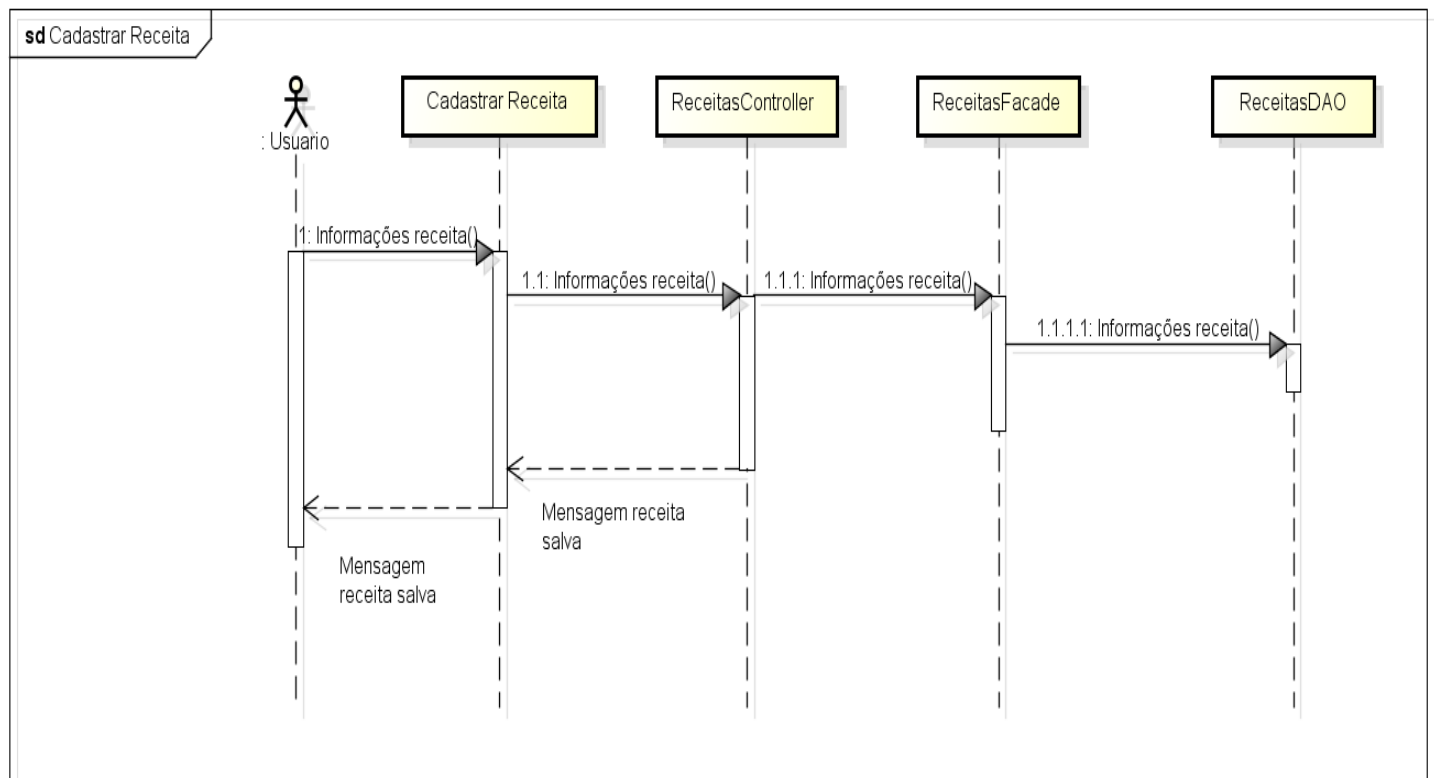 sd Cadastrar Receita
: Usuario
Cadastrar Receita
ReceitasController
ReceitasFacade
ReceitasDAO
1: Informações receita()
1.1: Informações receita()
1.1.1: Informações receita()
1.1.1.1: Informações receita()
Mensagem receita
salva
Mensagem
receita salva